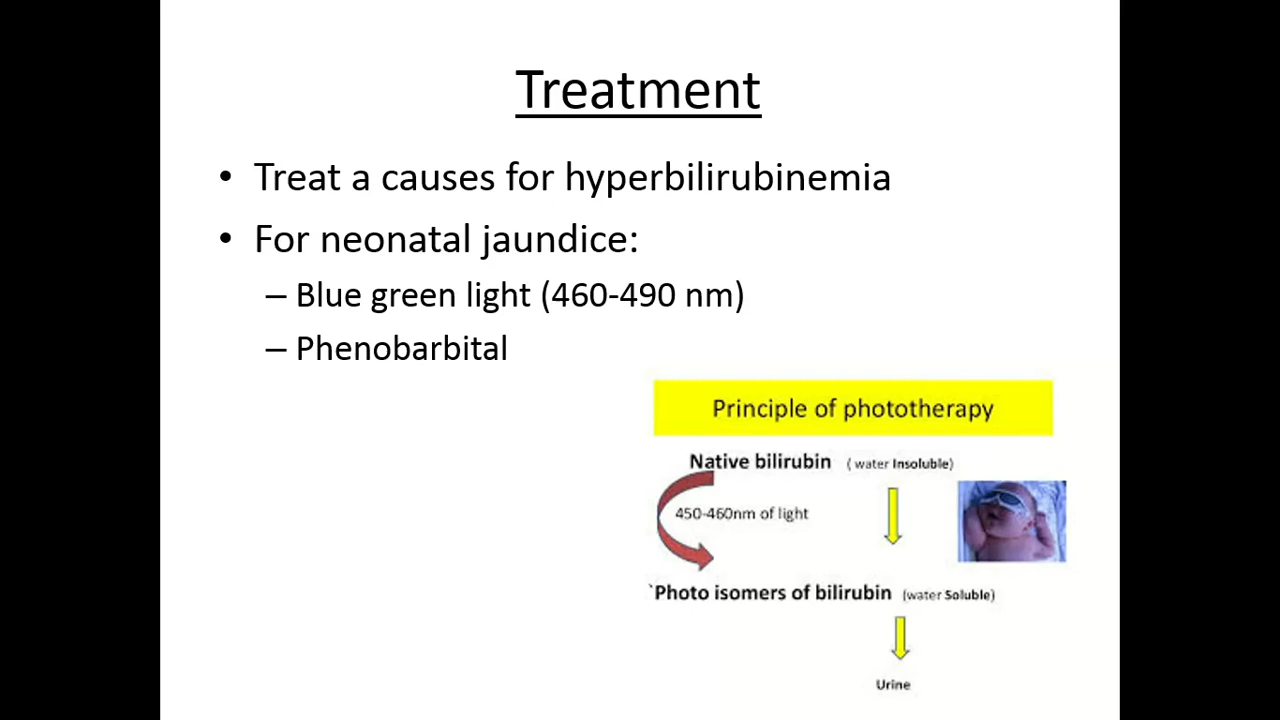 Treatment
• Treat a causes for hyperbilirubinemia
• For neonatal jaundice:
– Blue green light (460-490 nm)
– Phenobarbital
Principle of phototherapy
Native bilirubin ( water Insoluble)
450-460nm of light
`Photo isomers of bilirubin (water Soluble)
Urine